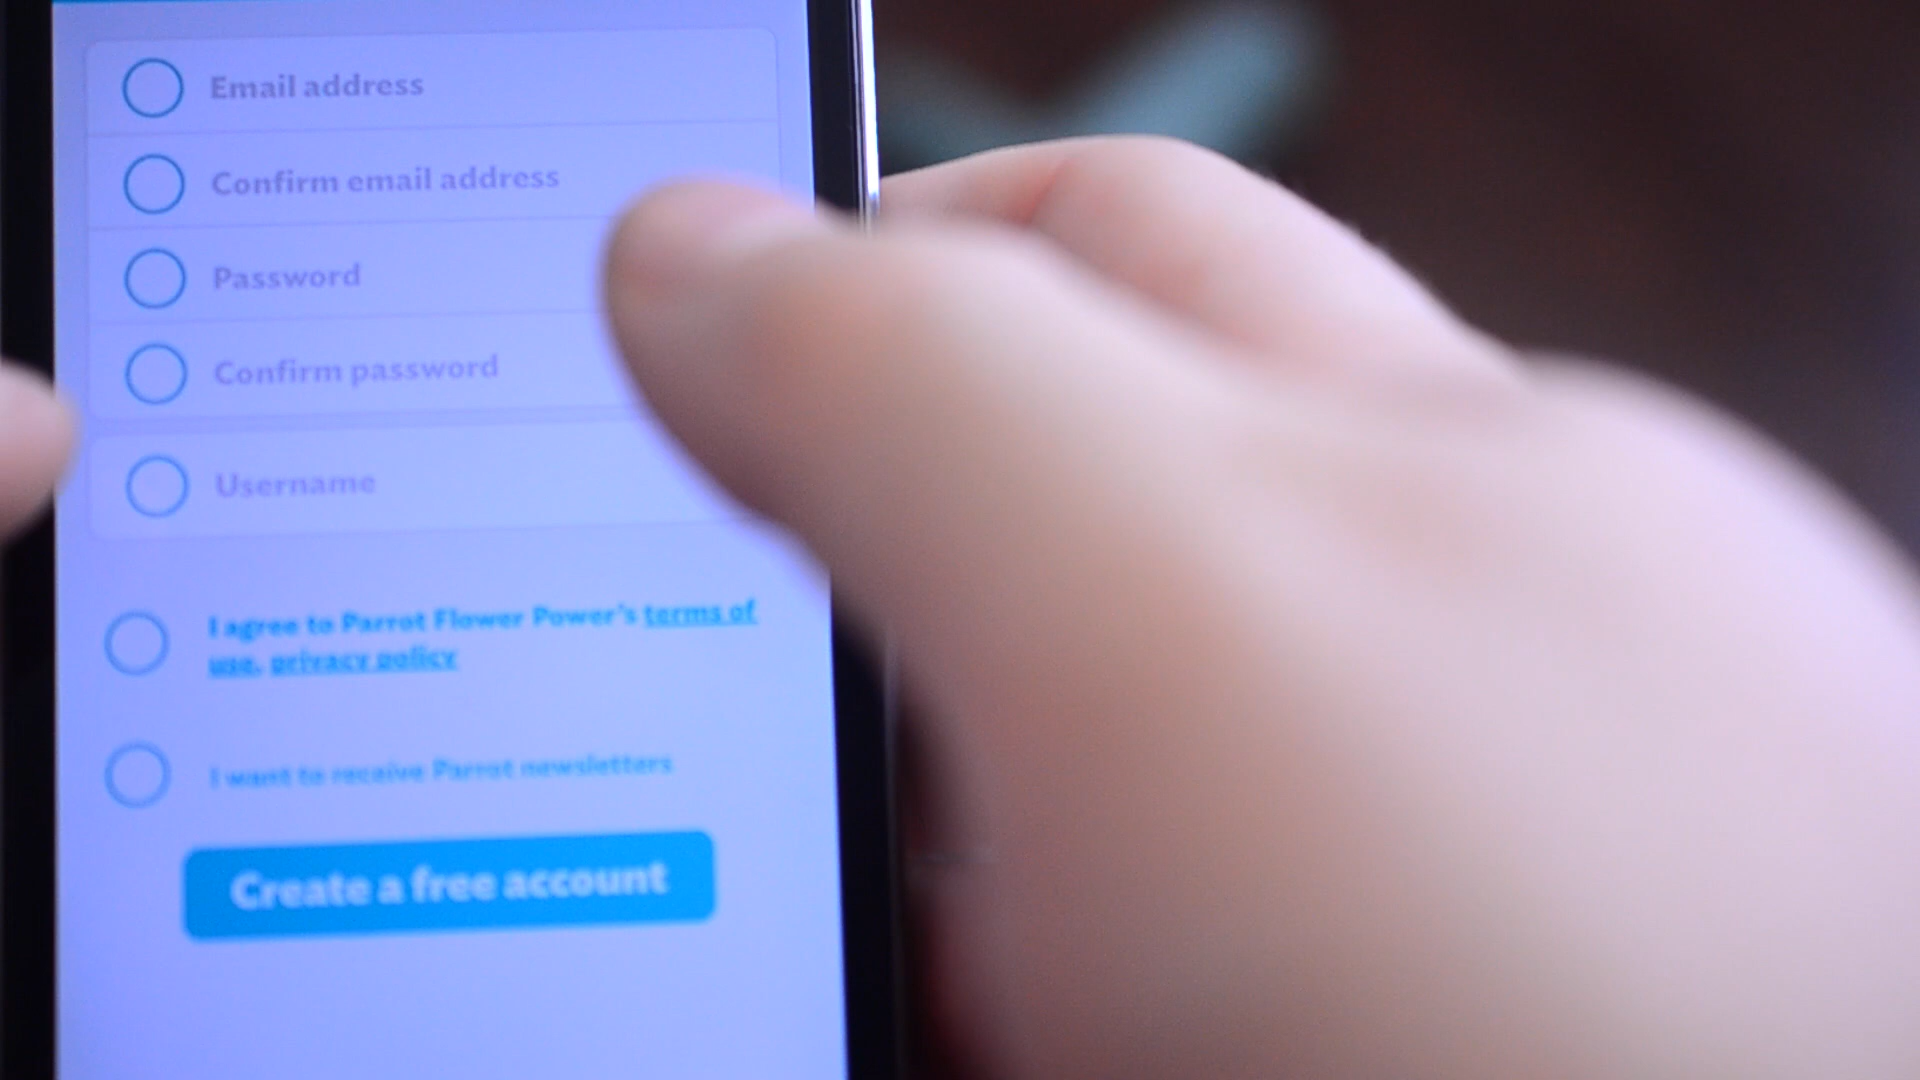 Email address
Confirm email address
Password
Confirm password
Username
I agree to Parrot Flower Power's terms of
use, privacy policy
I want to receive Parrot newsletters
Create a free account